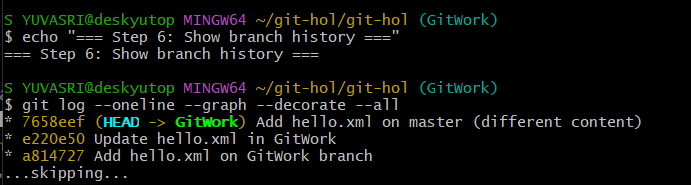 S YUVASRI@deskyutop MINGW64 ~/git-hol/git-hol (GitWork)
$ echo "=== Step 6: Show branch history ==="
=== Step 6: Show branch history ===
S YUVASRI@deskyutop MINGW64 ~/git-hol/git-hol (GitWork)
$ git log --oneline --graph --decorate --all
* 7658eef (HEAD -> GitWork) Add hello.xml on master (different content)
* e220e50 Update hello.xml in GitWork
* a814727 Add hello.xml on GitWork branch
...skipping...